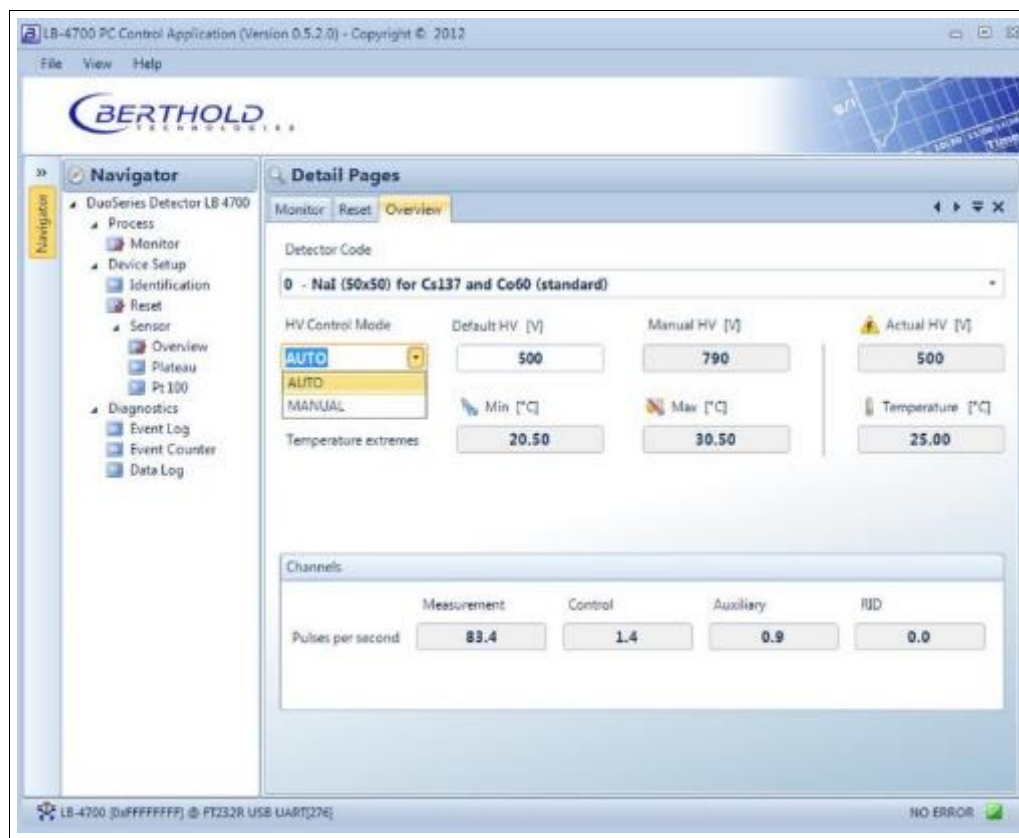 LB-4700 PC Control Application (Version 0.5.2.0) - Copyright © 2012
File View Help
BERTHOLD
TECHNOLOGIES
»
Navigator
Navigator
DuoSeries Detector LB 4700
Process
Monitor
Device Setup
Identification
Reset
Sensor
Overview
Plateau
Pt 100
Diagnostics
Event Log
Event Counter
Data Log
Detail Pages
Monitor Reset Overview
Detector Code
0 - NaI (50x50) for Cs137 and Co60 (standard)
HV Control Mode Default HV [V] Manual HV [V] Actual HV [V]
AUTO 500 790 500
AUTO
MANUAL Min [°C] Max [°C] Temperature [°C]
Temperature extremes 20.50 30.50 25.00
Channels
Measurement Control Auxiliary RID
Pulses per second 83.4 1.4 0.9 0.0
LB-4700 [0xFFFFFFFF] @ FT232R USB UART[276] NO ERROR